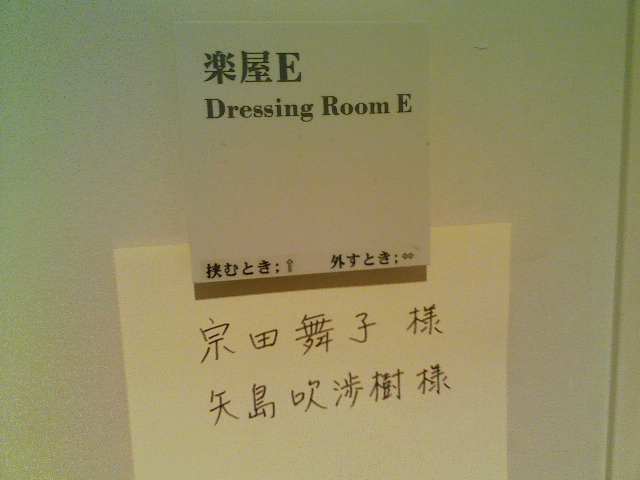 楽屋E
Dressing Room E
挟むとき;⇧ 外すとき;⇔
宗田舞子 様
矢島吹渉樹 様